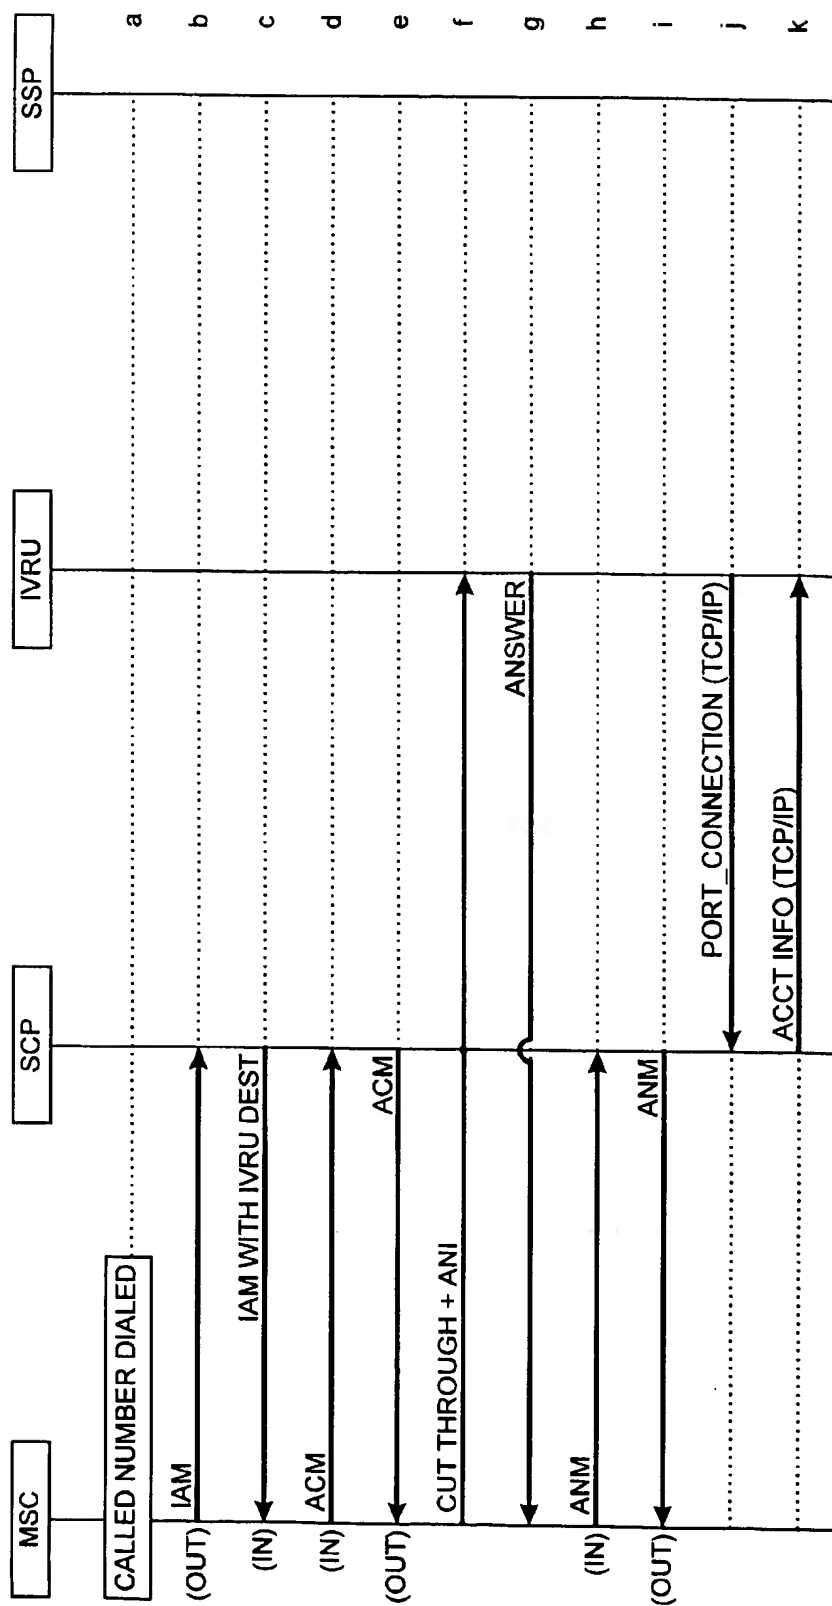 MSC SCP IVRU SSP
CALLED NUMBER DIALED a
(OUT) IAM b
(IN) IAM WITH IVRU DEST c
(IN) ACM d
(OUT) ACM e
CUT THROUGH + ANI f
ANSWER g
(IN) ANM h
(OUT) ANM i
PORT_CONNECTION (TCP/IP) j
ACCT INFO (TCP/IP) k